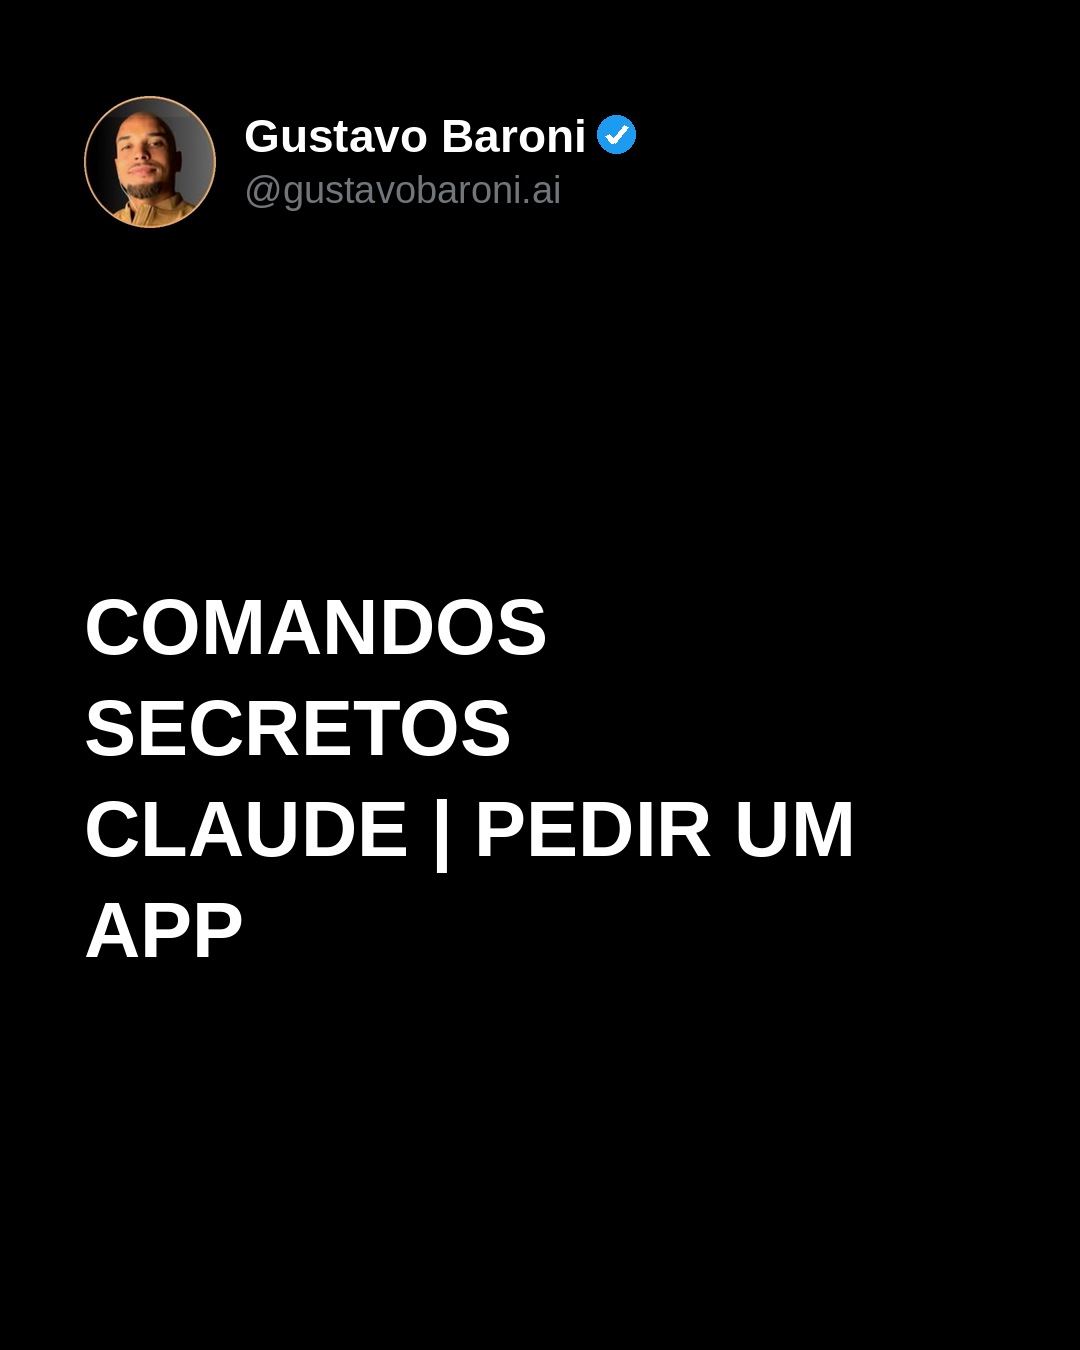 Gustavo Baroni
@gustavobaroni.ai
COMANDOS
SECRETOS
CLAUDE | PEDIR UM
APP